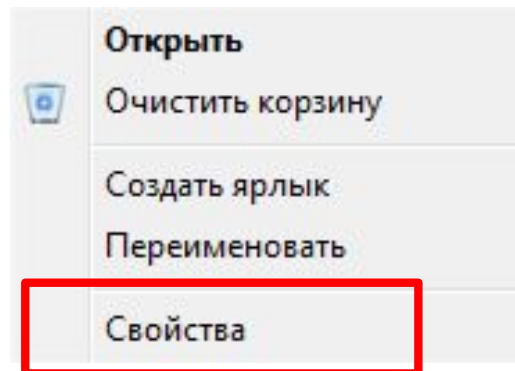 Открыть
Очистить корзину
Создать ярлык
Переименовать
Свойства